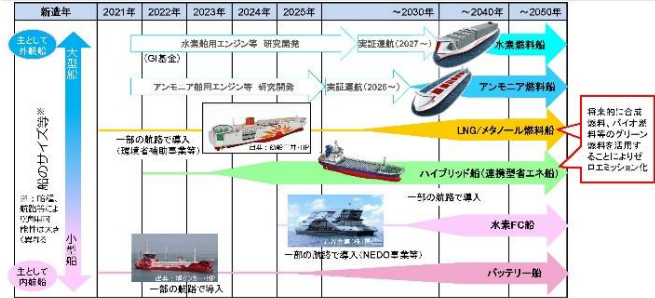 新造年
2021年
2022年
2023年
2024年
2025年
～2030年
～2040年
～2050年
主として
外航船
大型船
船のサイズ等※
小型船
主として
内航船
水素舶用エンジン等 研究開発
(GI基金)
実証運航(2027～)
水素燃料船
アンモニア舶用エンジン等 研究開発
実証運航(2026～)
アンモニア燃料船
一部の航路で導入
(環境省補助事業等)
LNG/メタノール燃料船
将来的に合成
燃料、バイオ燃
料等のグリーン
燃料を活用す
ることによりゼ
ロエミッション化
ハイブリッド船(連携型省エネ船)
一部の航路で導入
水素FC船
一部の航路で導入(NEDO事業等)
バッテリー船
一部の航路で導入